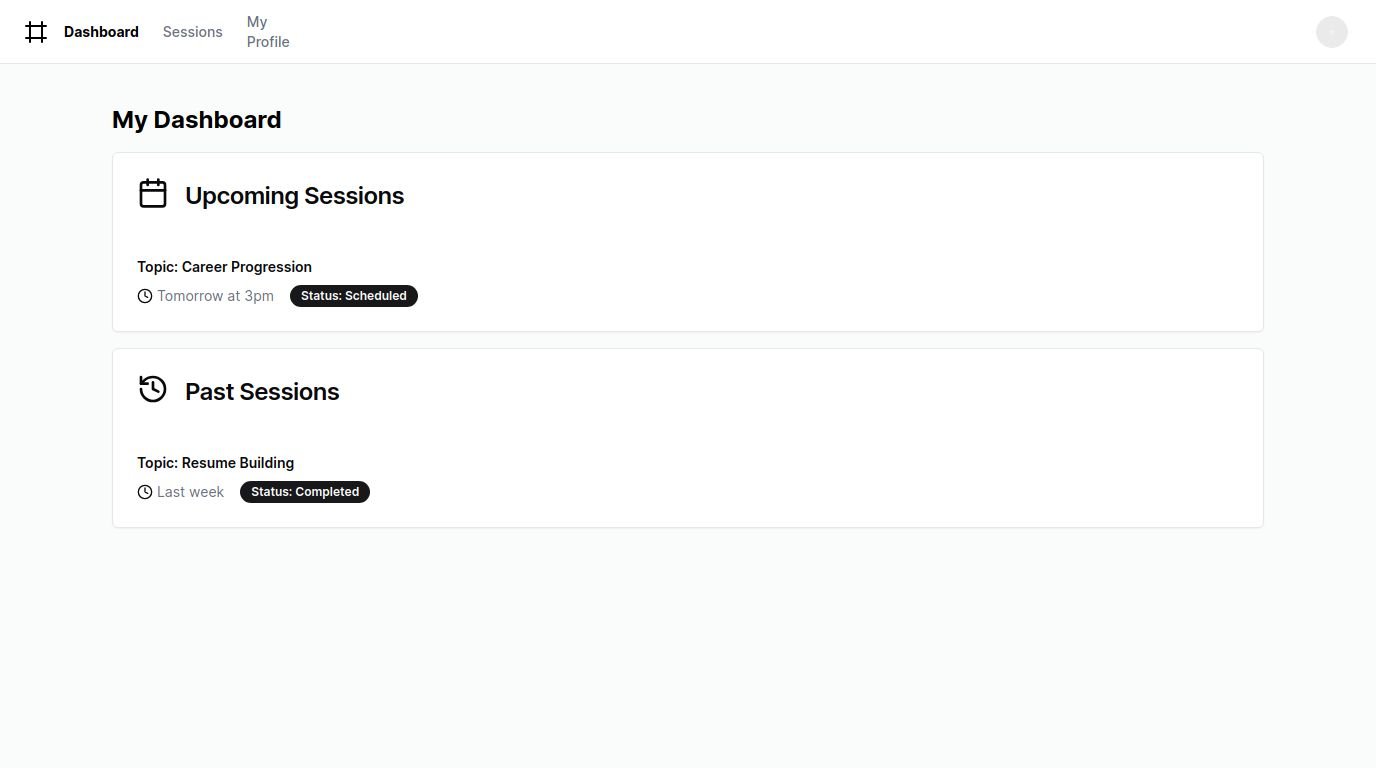 Dashboard
Sessions
My
Profile
My Dashboard
Upcoming Sessions
Topic: Career Progression
Tomorrow at 3pm
Status: Scheduled
Past Sessions
Topic: Resume Building
Last week
Status: Completed